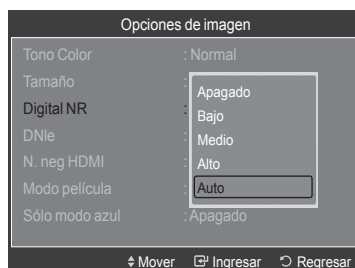 Opciones de imagen
Tono Color : Normal
Tamaño :
Apagado
Digital NR :
Bajo
DNIe :
Medio
N. neg HDMI :
Alto
Modo película :
Auto
Sólo modo azul : Apagado
Mover Ingresar Regresar